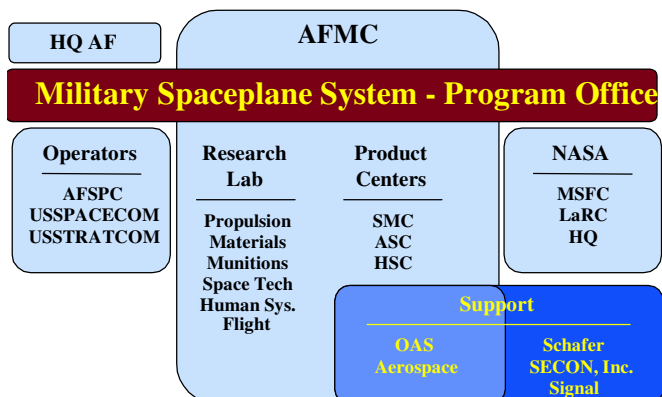 HQ AF
AFMC
Military Spaceplane System - Program Office
Operators
AFSPC
USSPACECOM
USSTRATCOM
Research
Lab
Propulsion
Materials
Munitions
Space Tech
Human Sys.
Flight
Product
Centers
SMC
ASC
HSC
NASA
MSFC
LaRC
HQ
Support
OAS
Aerospace
Schafer
SECON, Inc.
Signal